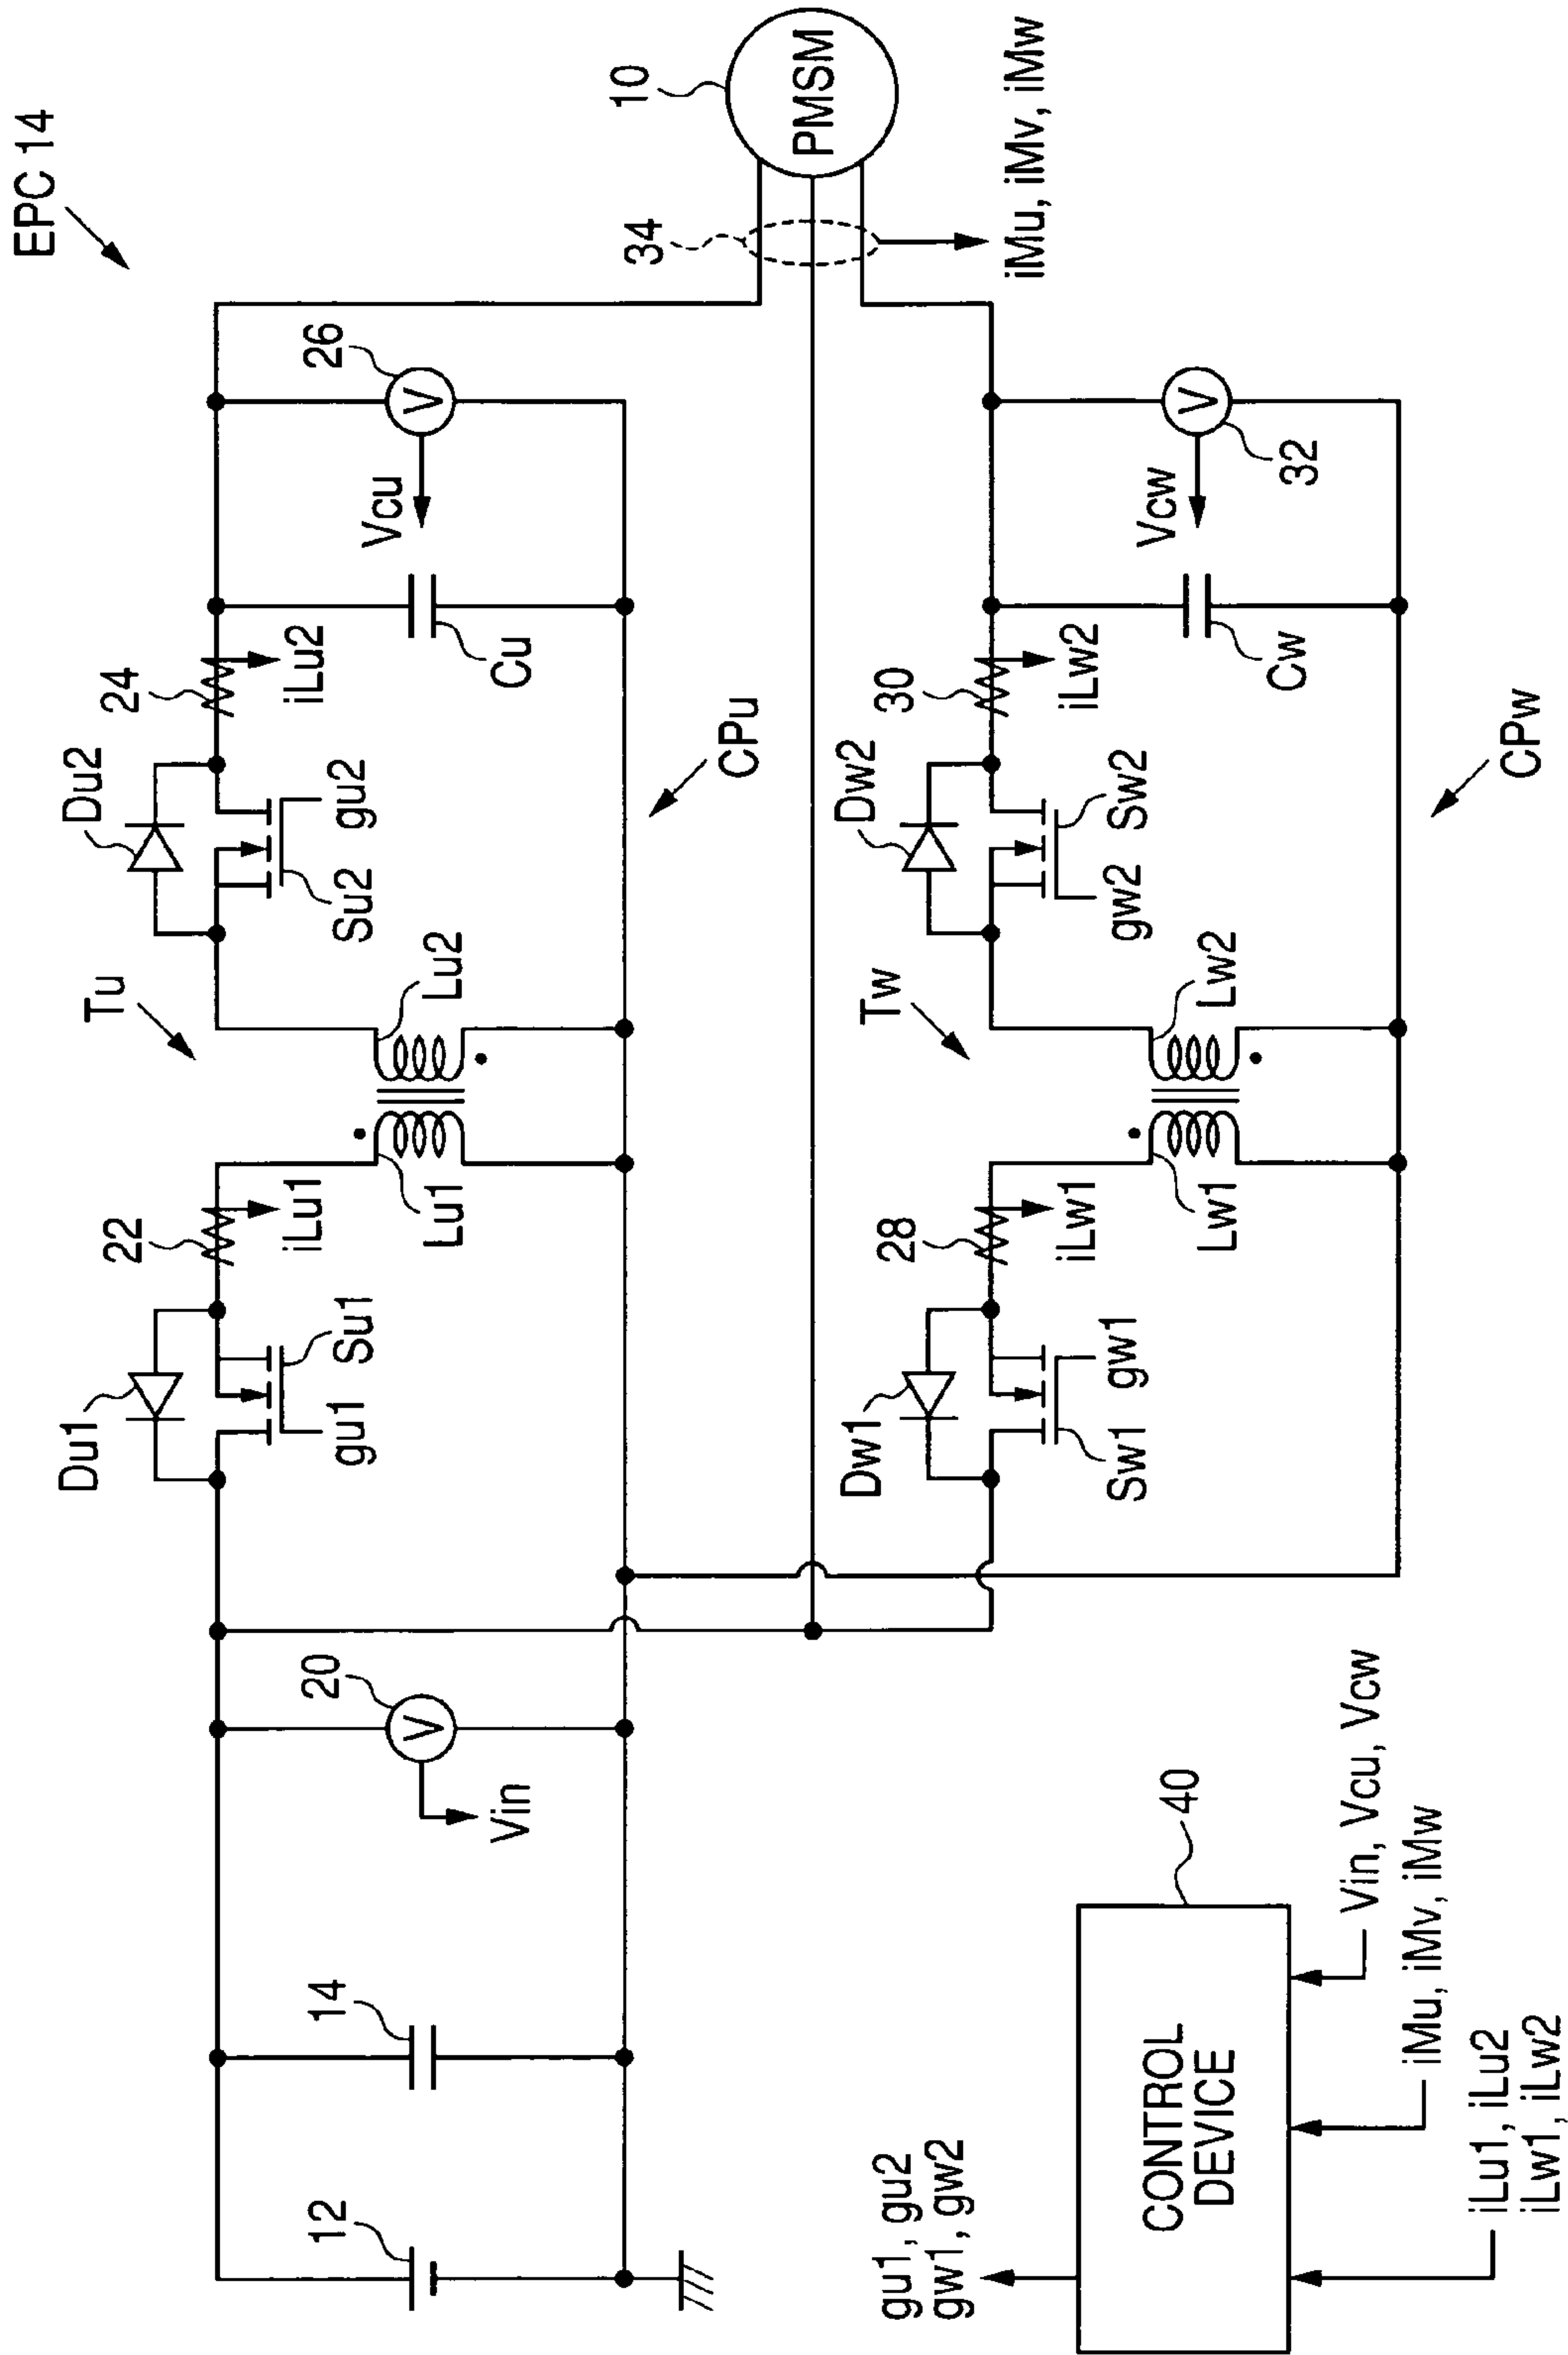 EPC 14
Tu
Du1
22
Du2
24
gu1
Su1
iLu1
Lu1
Lu2
Su2
gu2
iLu2
Cu
Vcu
V
26
12
14
20
V
Vin
CPu
34
10
PMSM
iMu, iMv, iMw
Tw
Dw1
28
Dw2
30
Sw1
gw1
iLw1
Lw1
Lw2
gw2
Sw2
iLw2
Cw
Vcw
V
32
CPw
gu1, gu2
gw1, gw2
CONTROL
DEVICE
40
Vin, Vcu, Vcw
iMu, iMv, iMw
iLu1, iLu2
iLw1, iLw2